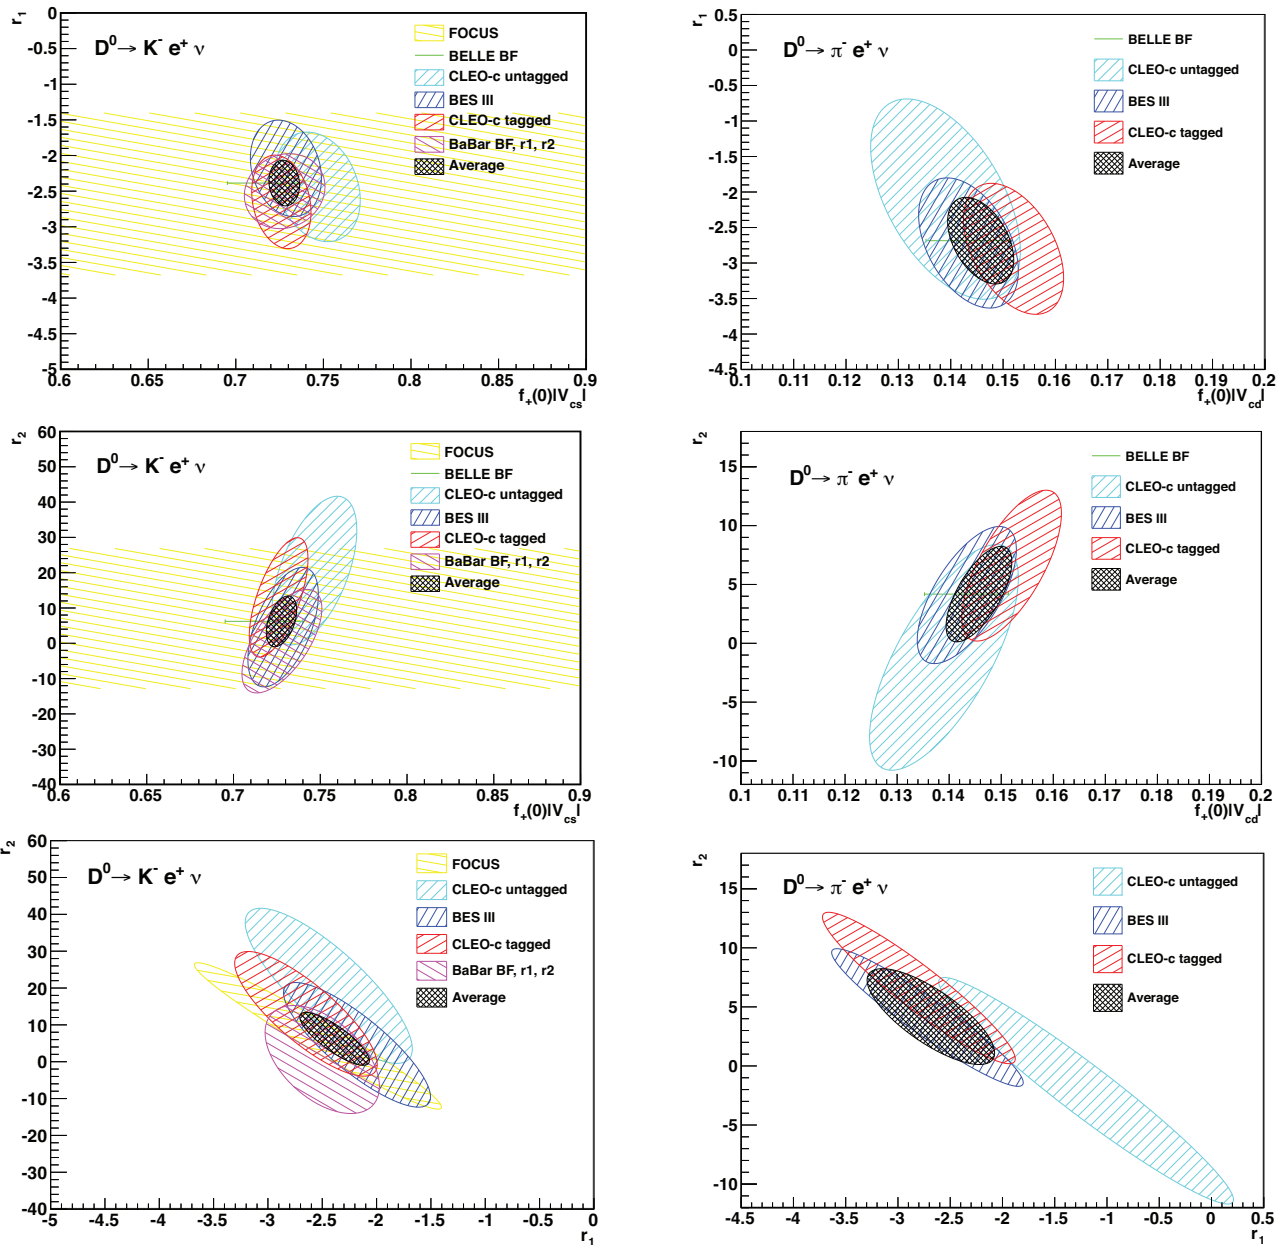 r₁
0
-0.5
-1
-1.5
-2
-2.5
-3
-3.5
-4
-4.5
-5
D⁰→ K⁻ e⁺ ν
FOCUS
BELLE BF
CLEO-c untagged
BES III
CLEO-c tagged
BaBar BF, r1, r2
Average
0.6 0.65 0.7 0.75 0.8 0.85 0.9
f₊(0)|V_cs|
r₁
0.5
0
-0.5
-1
-1.5
-2
-2.5
-3
-3.5
-4
-4.5
D⁰→ π⁻ e⁺ ν
BELLE BF
CLEO-c untagged
BES III
CLEO-c tagged
Average
0.1 0.11 0.12 0.13 0.14 0.15 0.16 0.17 0.18 0.19 0.2
f₊(0)|V_cd|
r₂
60
50
40
30
20
10
0
-10
-20
-30
-40
D⁰→ K⁻ e⁺ ν
FOCUS
BELLE BF
CLEO-c untagged
BES III
CLEO-c tagged
BaBar BF, r1, r2
Average
0.6 0.65 0.7 0.75 0.8 0.85 0.9
f₊(0)|V_cs|
r₂
15
10
5
0
-5
-10
D⁰→ π⁻ e⁺ ν
BELLE BF
CLEO-c untagged
BES III
CLEO-c tagged
Average
0.1 0.11 0.12 0.13 0.14 0.15 0.16 0.17 0.18 0.19 0.2
f₊(0)|V_cd|
r₂
60
50
40
30
20
10
0
-10
-20
-30
-40
D⁰→ K⁻ e⁺ ν
FOCUS
CLEO-c untagged
BES III
CLEO-c tagged
BaBar BF, r1, r2
Average
-5 -4.5 -4 -3.5 -3 -2.5 -2 -1.5 -1 -0.5 0
r₁
r₂
15
10
5
0
-5
-10
D⁰→ π⁻ e⁺ ν
CLEO-c untagged
BES III
CLEO-c tagged
Average
-4.5 -4 -3.5 -3 -2.5 -2 -1.5 -1 -0.5 0 0.5
r₁